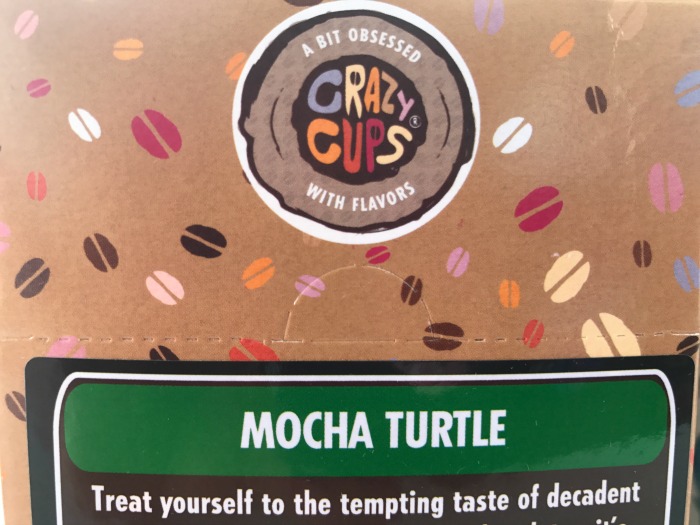 A BIT OBSESSED
CRAZY
CUPS®
WITH FLAVORS
MOCHA TURTLE
Treat yourself to the tempting taste of decadent